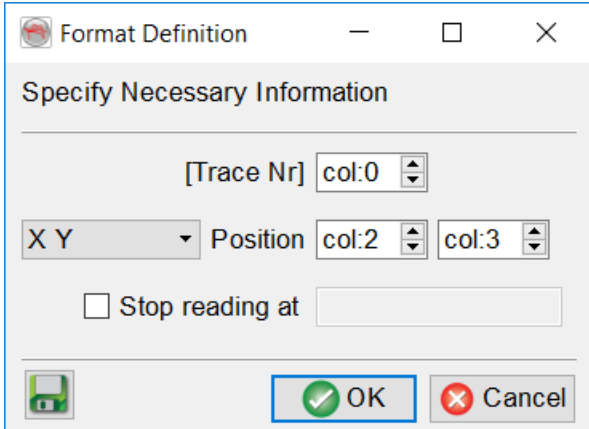 Format Definition
Specify Necessary Information
[Trace Nr] col:0
X Y Position col:2 col:3
Stop reading at
OK Cancel